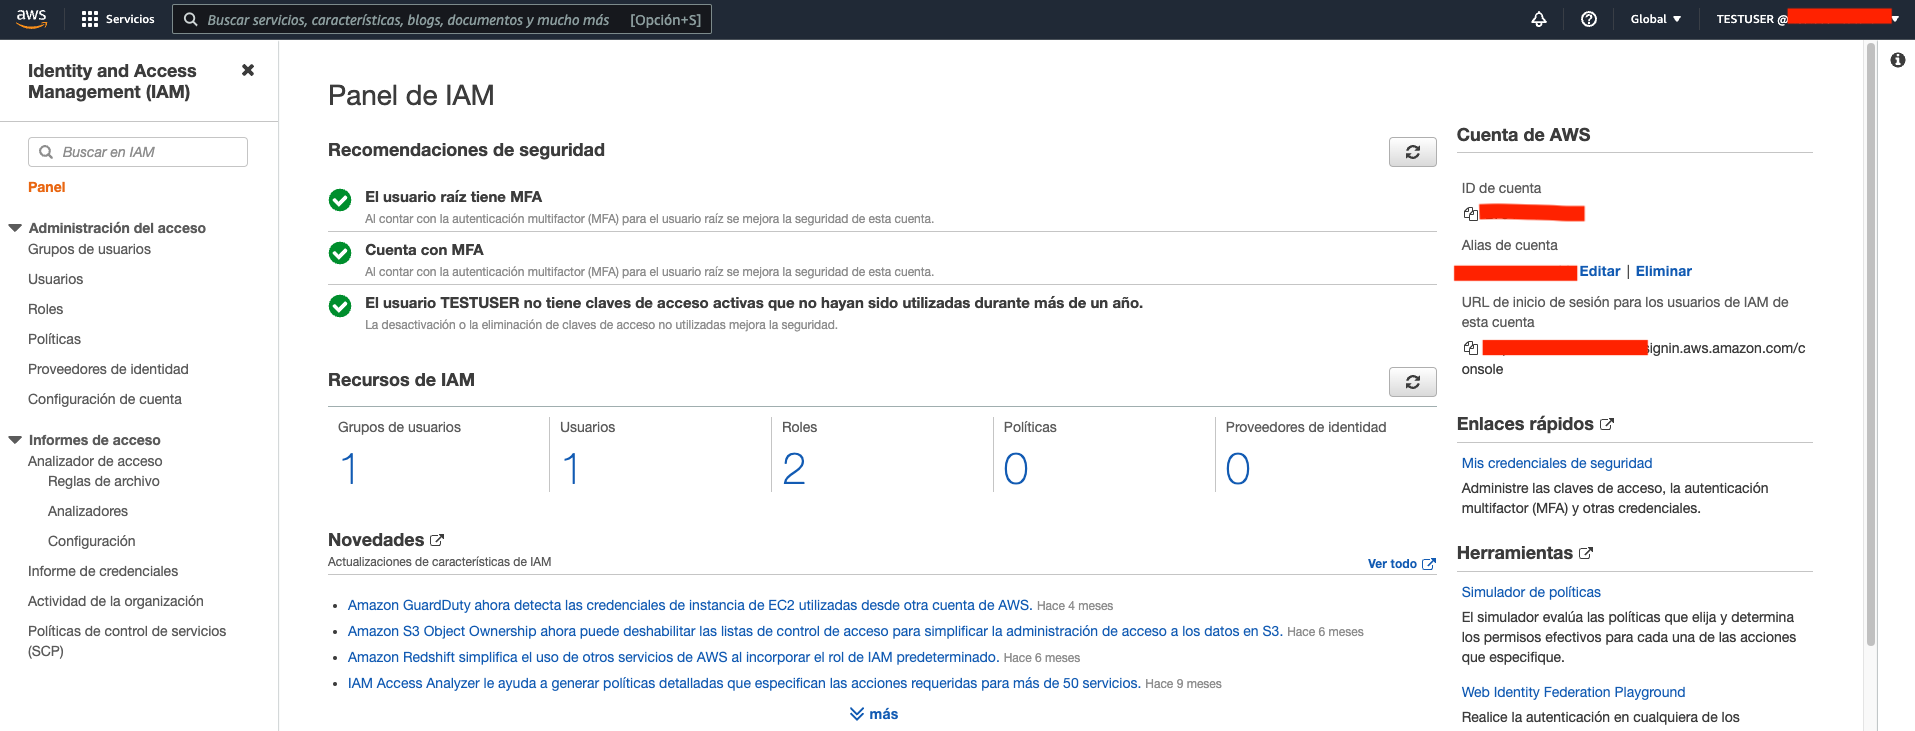 aws
Servicios
Buscar servicios, características, blogs, documentos y mucho más [Opción+S]
Global
TESTUSER @
Identity and Access
Management (IAM)
Buscar en IAM
Panel
Administración del acceso
Grupos de usuarios
Usuarios
Roles
Políticas
Proveedores de identidad
Configuración de cuenta
Informes de acceso
Analizador de acceso
Reglas de archivo
Analizadores
Configuración
Informe de credenciales
Actividad de la organización
Políticas de control de servicios
(SCP)
Panel de IAM
Recomendaciones de seguridad
El usuario raíz tiene MFA
Al contar con la autenticación multifactor (MFA) para el usuario raíz se mejora la seguridad de esta cuenta.
Cuenta con MFA
Al contar con la autenticación multifactor (MFA) para el usuario raíz se mejora la seguridad de esta cuenta.
El usuario TESTUSER no tiene claves de acceso activas que no hayan sido utilizadas durante más de un año.
La desactivación o la eliminación de claves de acceso no utilizadas mejora la seguridad.
Recursos de IAM
Grupos de usuarios
1
Usuarios
1
Roles
2
Políticas
0
Proveedores de identidad
0
Novedades
Actualizaciones de características de IAM
Ver todo
Amazon GuardDuty ahora detecta las credenciales de instancia de EC2 utilizadas desde otra cuenta de AWS. Hace 4 meses
Amazon S3 Object Ownership ahora puede deshabilitar las listas de control de acceso para simplificar la administración de acceso a los datos en S3. Hace 6 meses
Amazon Redshift simplifica el uso de otros servicios de AWS al incorporar el rol de IAM predeterminado. Hace 6 meses
IAM Access Analyzer le ayuda a generar políticas detalladas que especifican las acciones requeridas para más de 50 servicios. Hace 9 meses
más
Cuenta de AWS
ID de cuenta
Alias de cuenta
Editar | Eliminar
URL de inicio de sesión para los usuarios de IAM de
esta cuenta
signin.aws.amazon.com/c
onsole
Enlaces rápidos
Mis credenciales de seguridad
Administre las claves de acceso, la autenticación
multifactor (MFA) y otras credenciales.
Herramientas
Simulador de políticas
El simulador evalúa las políticas que elija y determina
los permisos efectivos para cada una de las acciones
que especifique.
Web Identity Federation Playground
Realice la autenticación en cualquiera de los